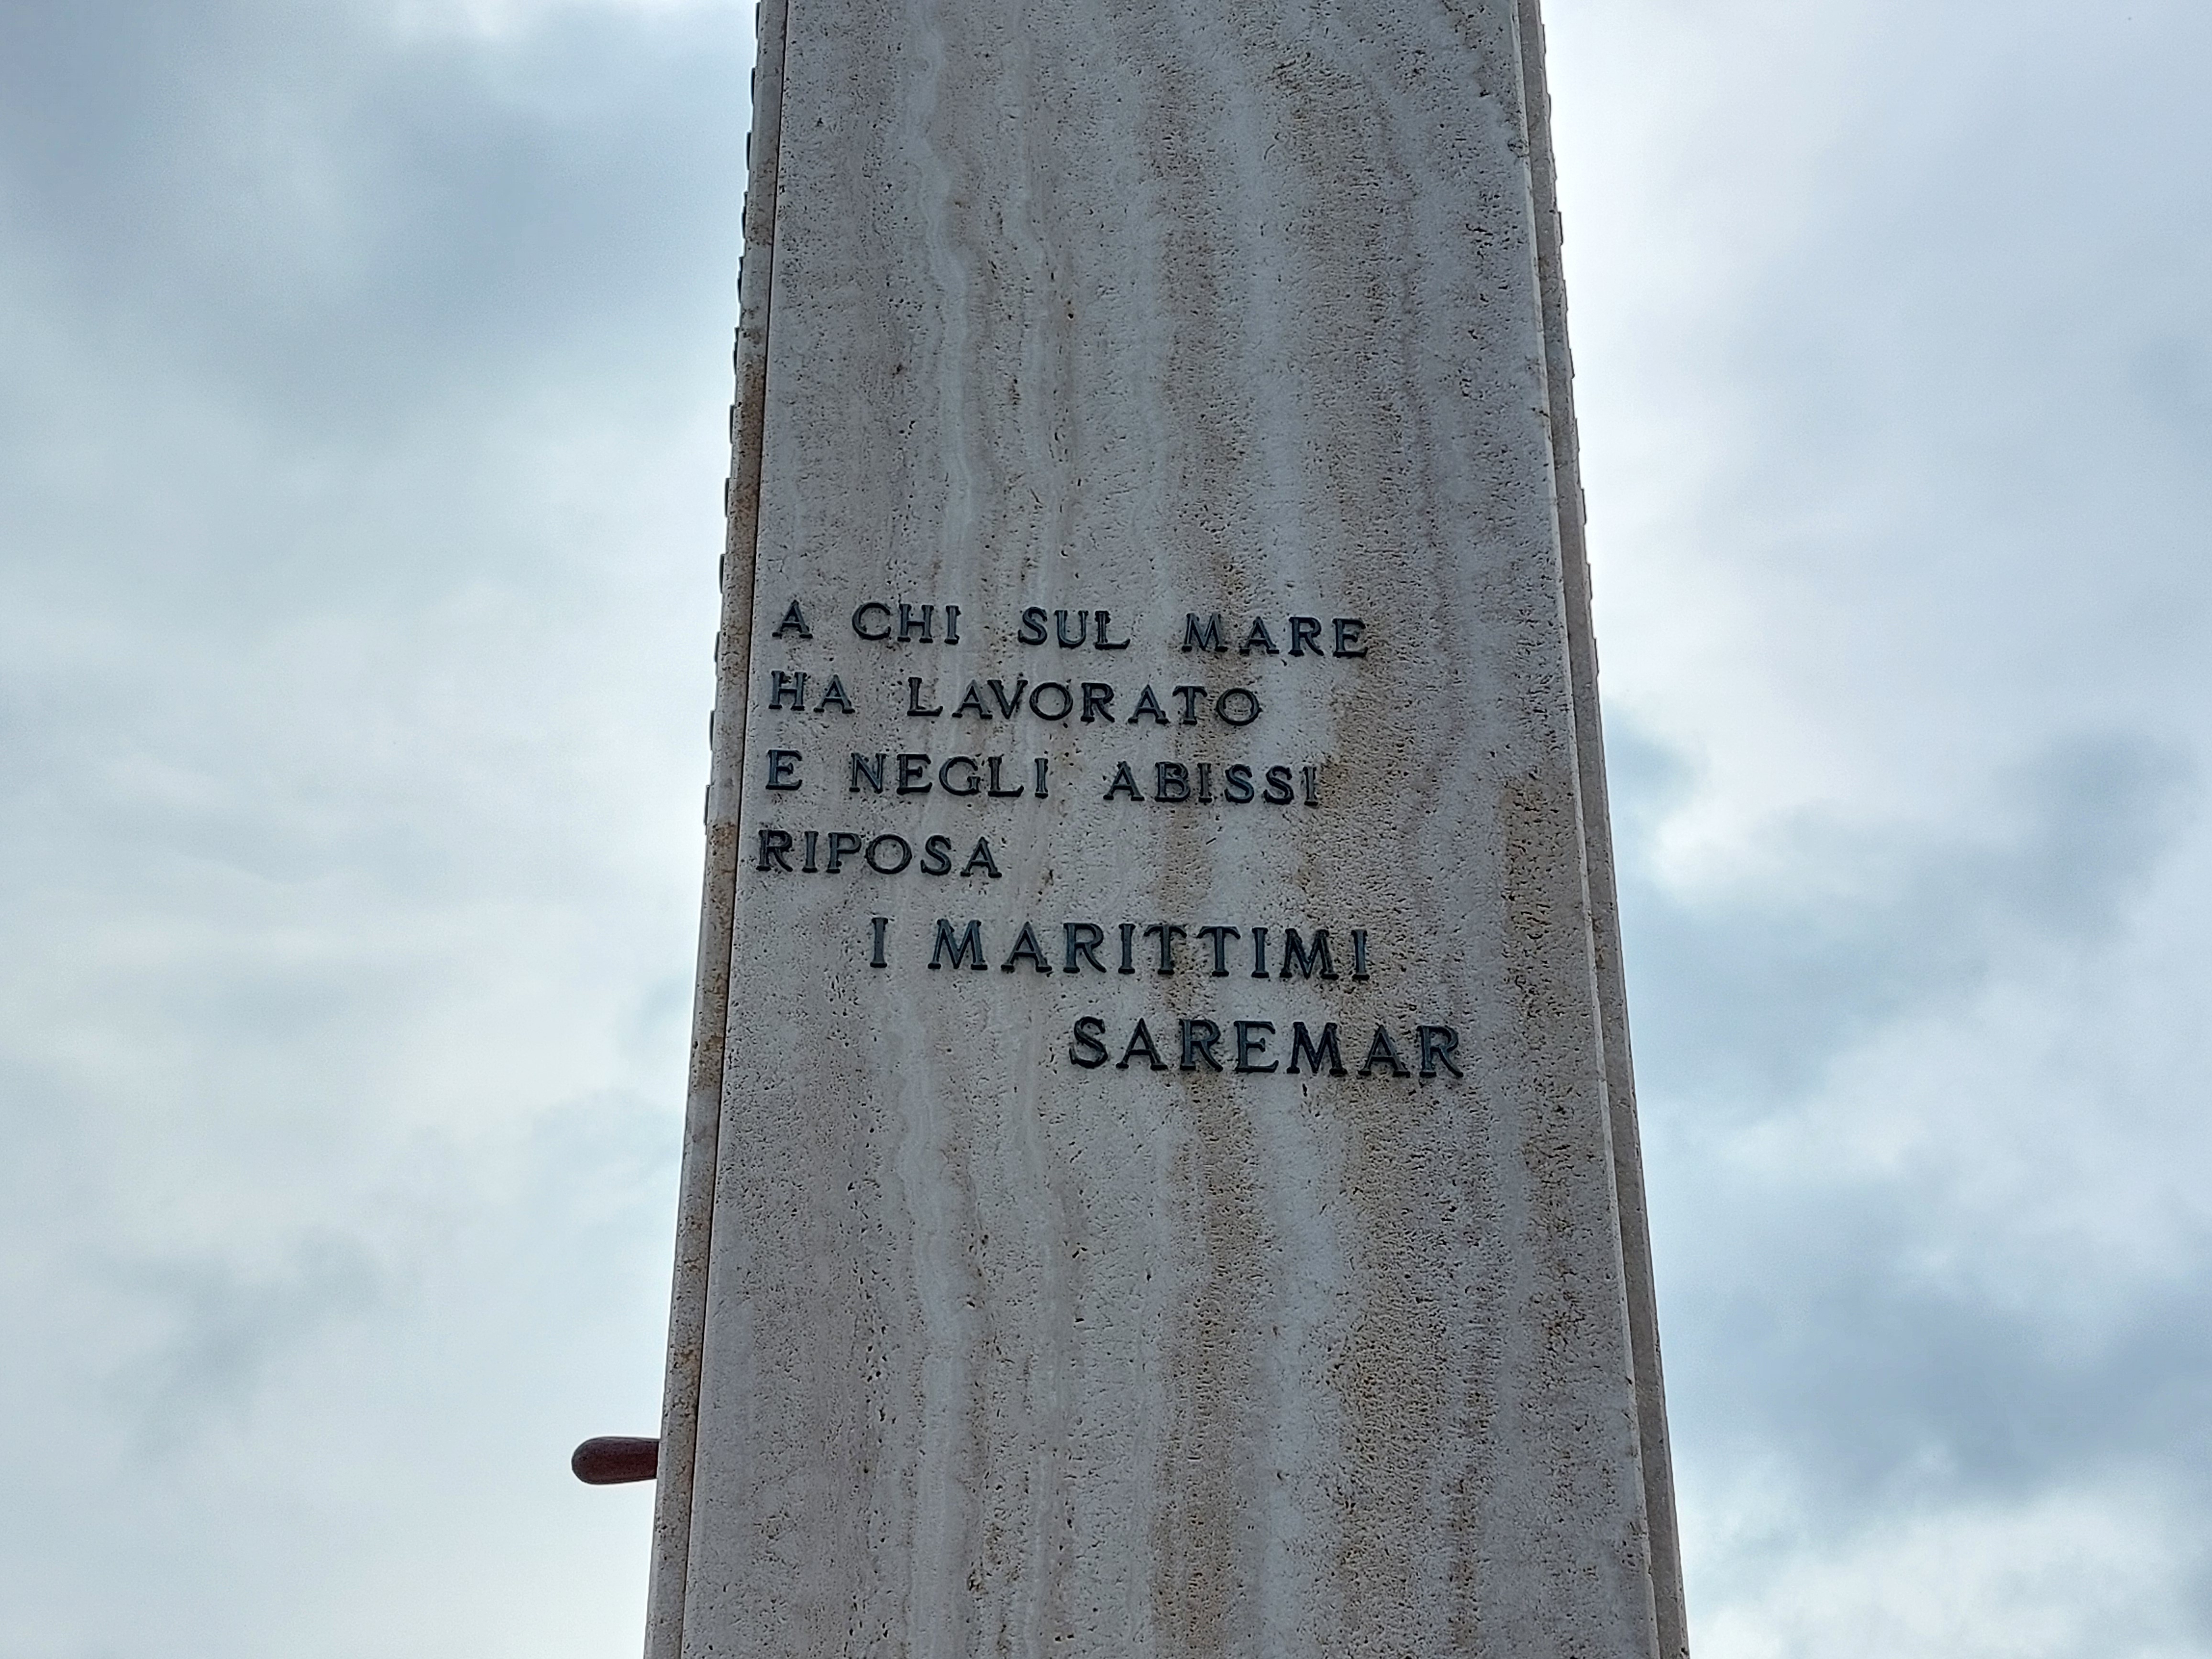 A CHI SUL MARE
HA LAVORATO
E NEGLI ABISSI
RIPOSA
I MARITTIMI
SAREMAR